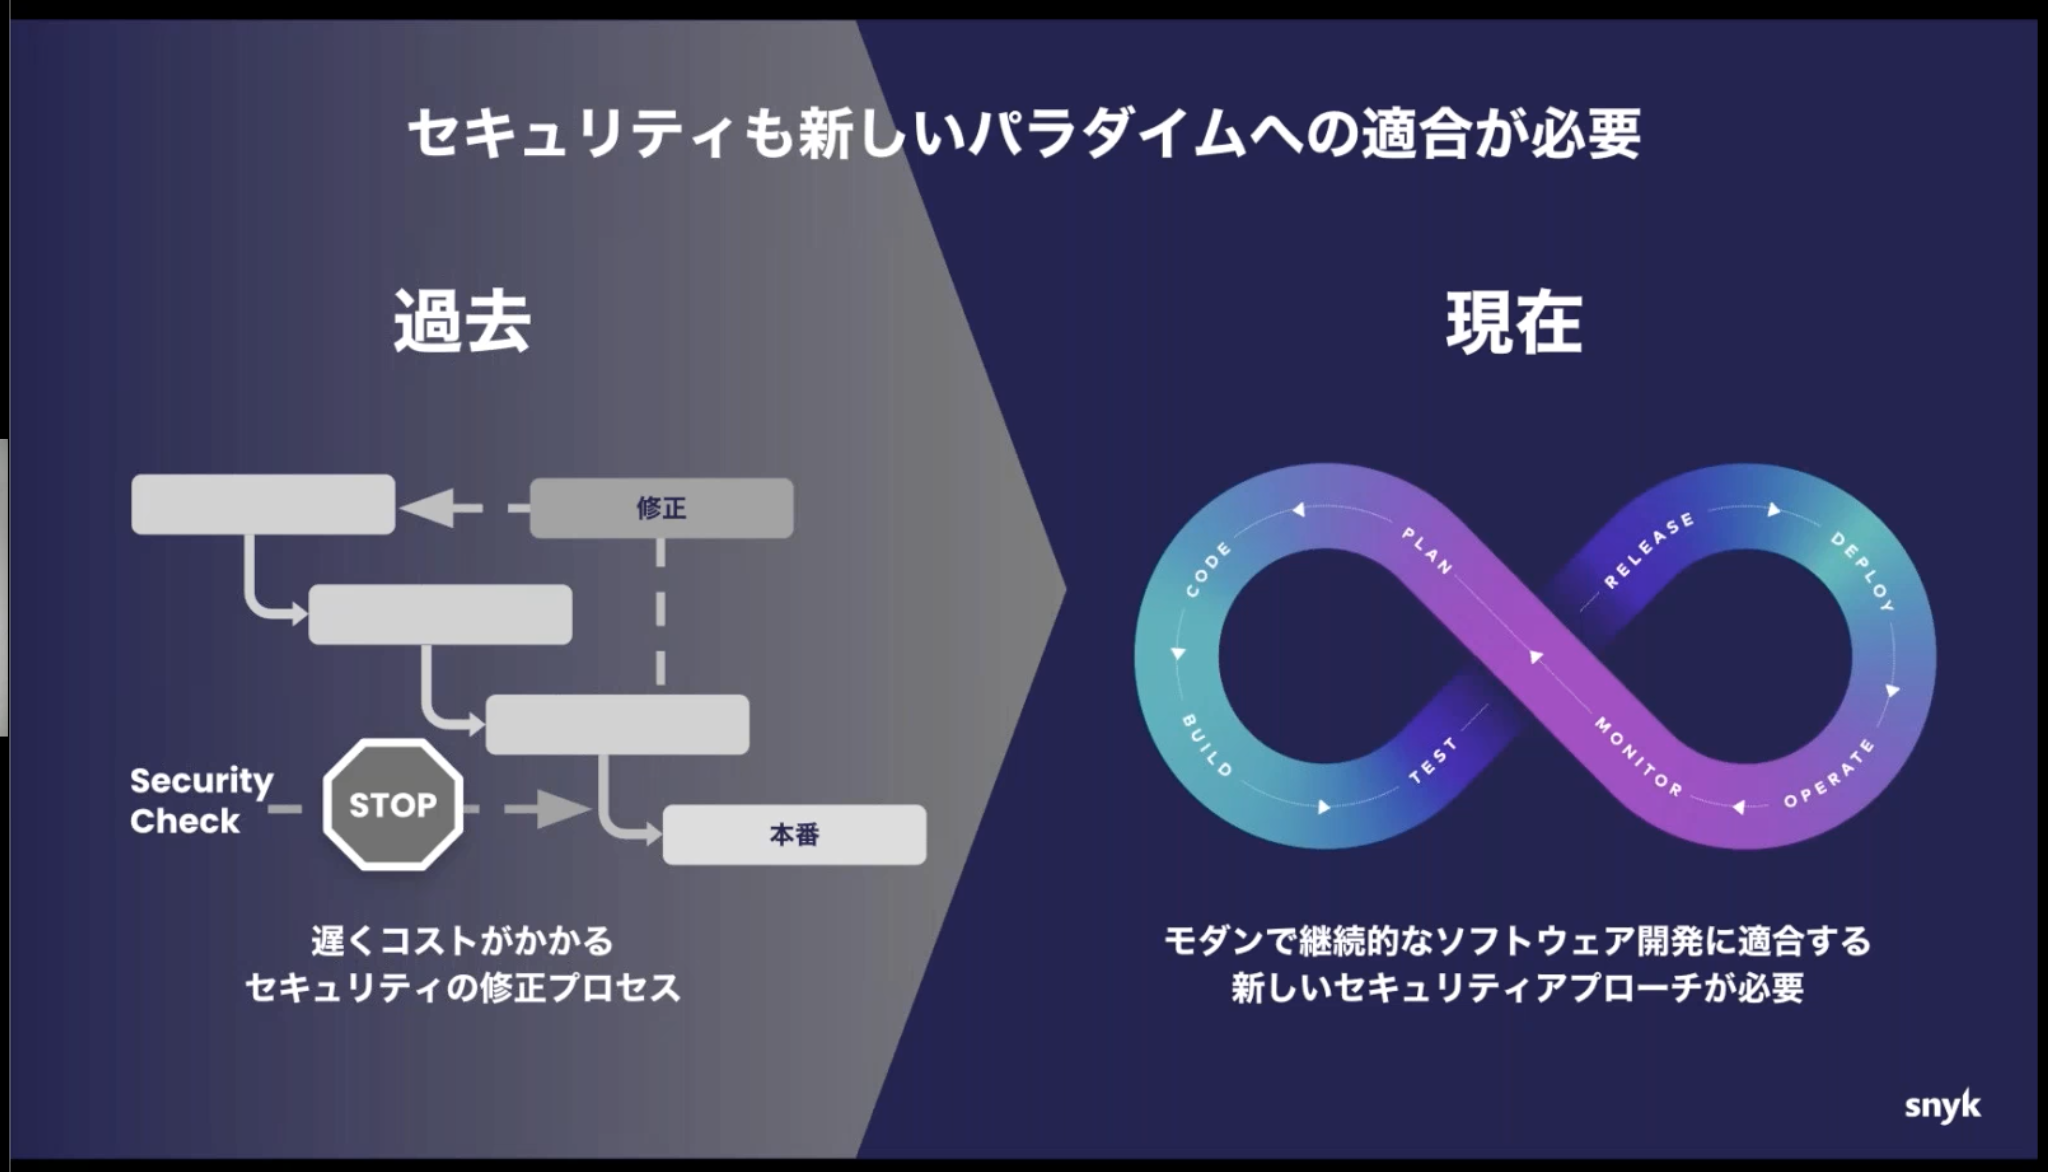 セキュリティも新しいパラダイムへの適合が必要
過去
修正
Security
Check
STOP
本番
遅くコストがかかる
セキュリティの修正プロセス
現在
PLAN
CODE
BUILD
TEST
RELEASE
DEPLOY
OPERATE
MONITOR
モダンで継続的なソフトウェア開発に適合する
新しいセキュリティアプローチが必要
snyk